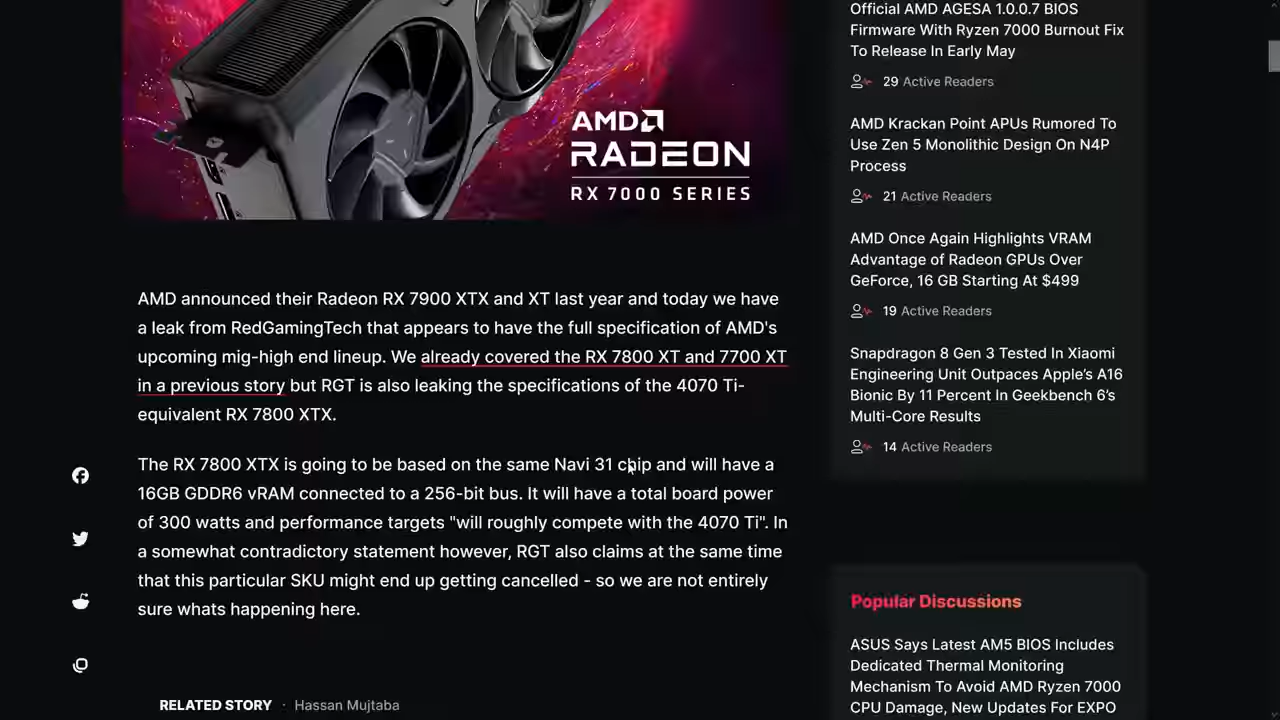 AMD
RADEON
RX 7000 SERIES
AMD announced their Radeon RX 7900 XTX and XT last year and today we have
a leak from RedGamingTech that appears to have the full specification of AMD's
upcoming mig-high end lineup. We already covered the RX 7800 XT and 7700 XT
in a previous story but RGT is also leaking the specifications of the 4070 Ti-
equivalent RX 7800 XTX.
The RX 7800 XTX is going to be based on the same Navi 31 chip and will have a
16GB GDDR6 vRAM connected to a 256-bit bus. It will have a total board power
of 300 watts and performance targets "will roughly compete with the 4070 Ti". In
a somewhat contradictory statement however, RGT also claims at the same time
that this particular SKU might end up getting cancelled - so we are not entirely
sure whats happening here.
RELATED STORY · Hassan Mujtaba
Official AMD AGESA 1.0.0.7 BIOS
Firmware With Ryzen 7000 Burnout Fix
To Release In Early May
29 Active Readers
AMD Krackan Point APUs Rumored To
Use Zen 5 Monolithic Design On N4P
Process
21 Active Readers
AMD Once Again Highlights VRAM
Advantage of Radeon GPUs Over
GeForce, 16 GB Starting At $499
19 Active Readers
Snapdragon 8 Gen 3 Tested In Xiaomi
Engineering Unit Outpaces Apple’s A16
Bionic By 11 Percent In Geekbench 6’s
Multi-Core Results
14 Active Readers
Popular Discussions
ASUS Says Latest AM5 BIOS Includes
Dedicated Thermal Monitoring
Mechanism To Avoid AMD Ryzen 7000
CPU Damage, New Updates For EXPO